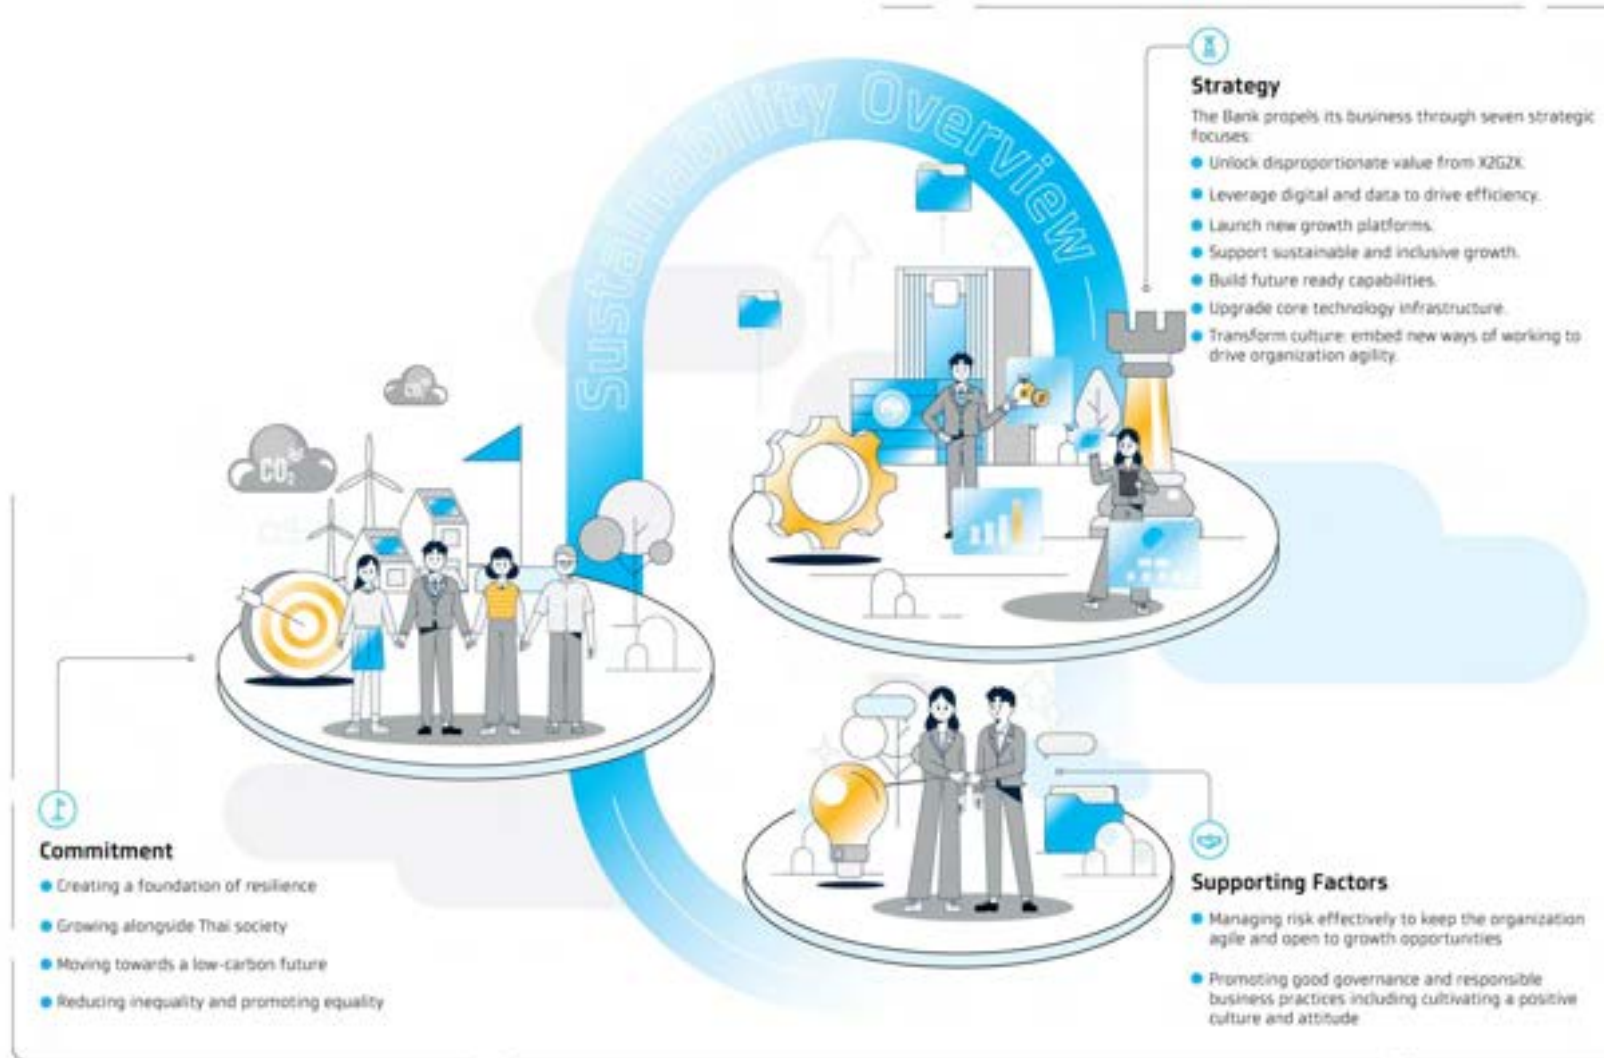 Sustainability Overview
Strategy
The Bank propels its business through seven strategic
focuses:
Unlock disproportionate value from X2G2X.
Leverage digital and data to drive efficiency.
Launch new growth platforms.
Support sustainable and inclusive growth.
Build future ready capabilities.
Upgrade core technology infrastructure.
Transform culture: embed new ways of working to
drive organization agility.
CO₂
CO₂
Commitment
Creating a foundation of resilience
Growing alongside Thai society
Moving towards a low-carbon future
Reducing inequality and promoting equality
Supporting Factors
Managing risk effectively to keep the organization
agile and open to growth opportunities
Promoting good governance and responsible
business practices including cultivating a positive
culture and attitude